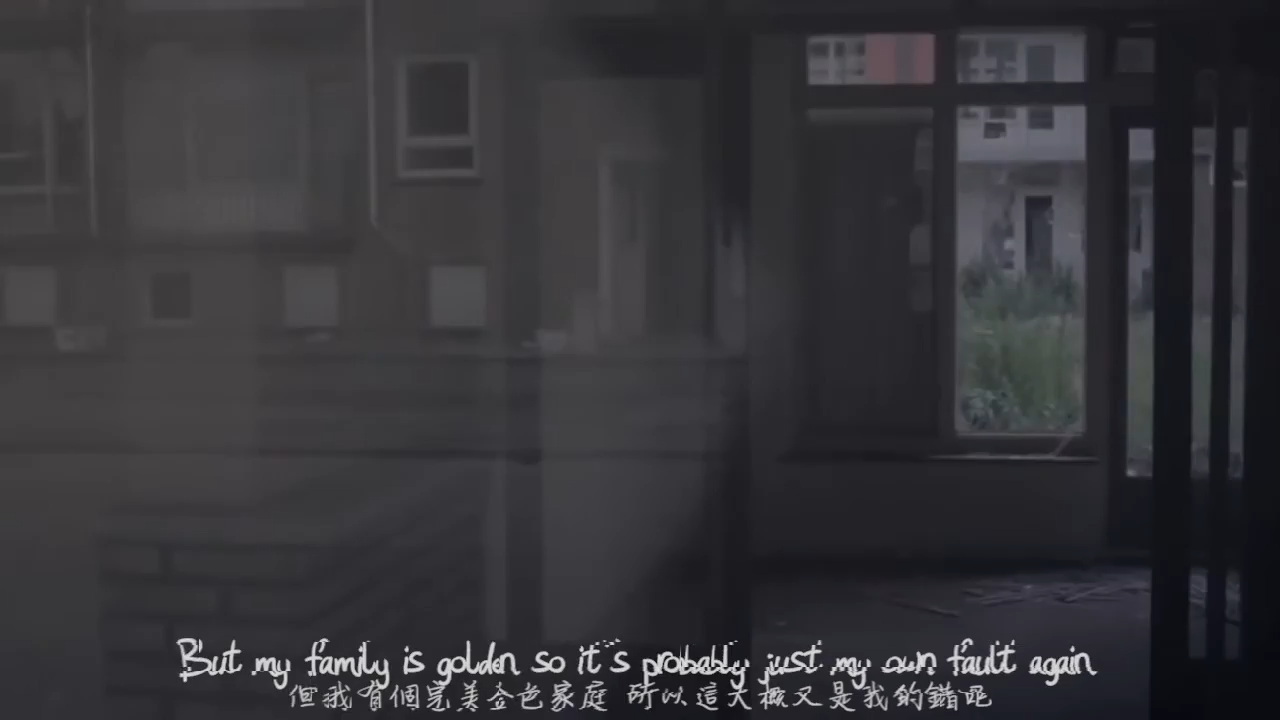 But my family is goldn so it's probably just my own fault again
但我有個完美金色家庭 所以這大概又是我的錯吧